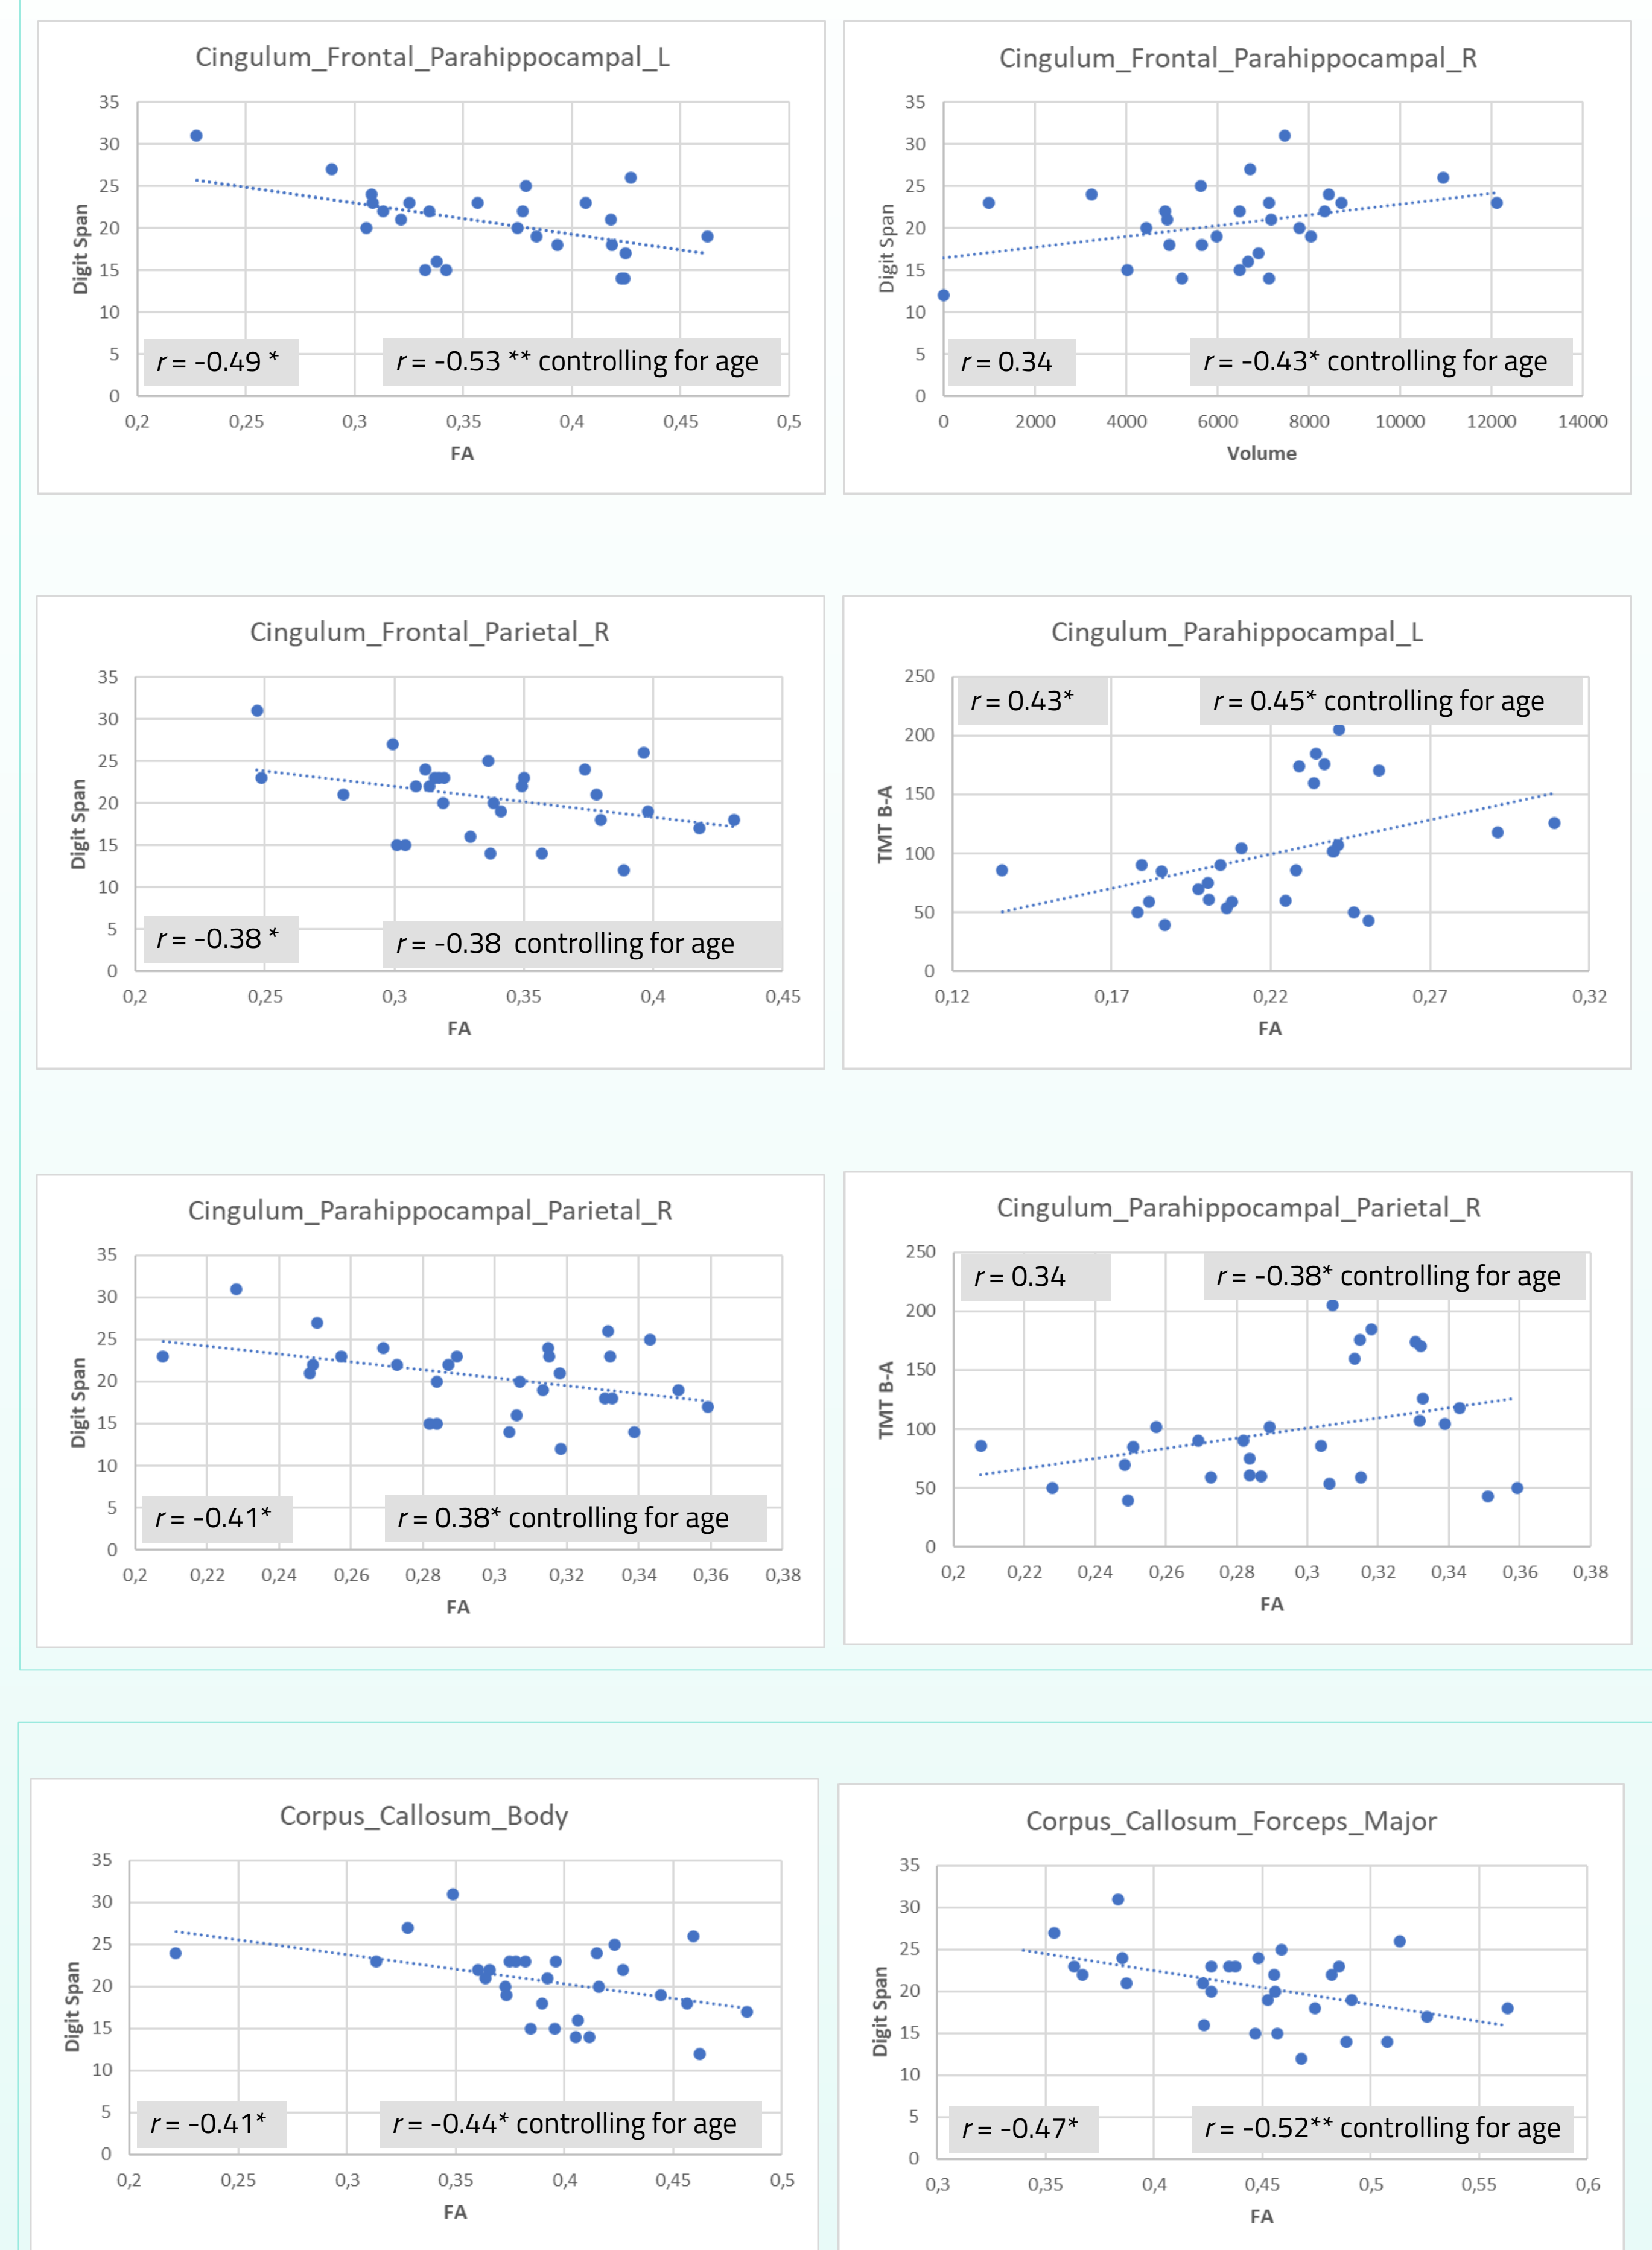 Cingulum_Frontal_Parahippocampal_L
35
30
25
20
15
10
5
0
Digit Span
r = -0.49 *
r = -0.53 ** controlling for age
0,2 0,25 0,3 0,35 0,4 0,45 0,5
FA
Cingulum_Frontal_Parahippocampal_R
35
30
25
20
15
10
5
0
Digit Span
r = 0.34
r = -0.43* controlling for age
0 2000 4000 6000 8000 10000 12000 14000
Volume
Cingulum_Frontal_Parietal_R
35
30
25
20
15
10
5
0
Digit Span
r = -0.38 *
r = -0.38 controlling for age
0,2 0,25 0,3 0,35 0,4 0,45
FA
Cingulum_Parahippocampal_L
250
200
150
100
50
0
TMT B-A
r = 0.43*
r = 0.45* controlling for age
0,12 0,17 0,22 0,27 0,32
FA
Cingulum_Parahippocampal_Parietal_R
35
30
25
20
15
10
5
0
Digit Span
r = -0.41*
r = 0.38* controlling for age
0,2 0,22 0,24 0,26 0,28 0,3 0,32 0,34 0,36 0,38
FA
Cingulum_Parahippocampal_Parietal_R
250
200
150
100
50
0
TMT B-A
r = 0.34
r = -0.38* controlling for age
0,2 0,22 0,24 0,26 0,28 0,3 0,32 0,34 0,36 0,38
FA
Corpus_Callosum_Body
35
30
25
20
15
10
5
0
Digit Span
r = -0.41*
r = -0.44* controlling for age
0,2 0,25 0,3 0,35 0,4 0,45 0,5
FA
Corpus_Callosum_Forceps_Major
35
30
25
20
15
10
5
0
Digit Span
r = -0.47*
r = -0.52** controlling for age
0,3 0,35 0,4 0,45 0,5 0,55 0,6
FA